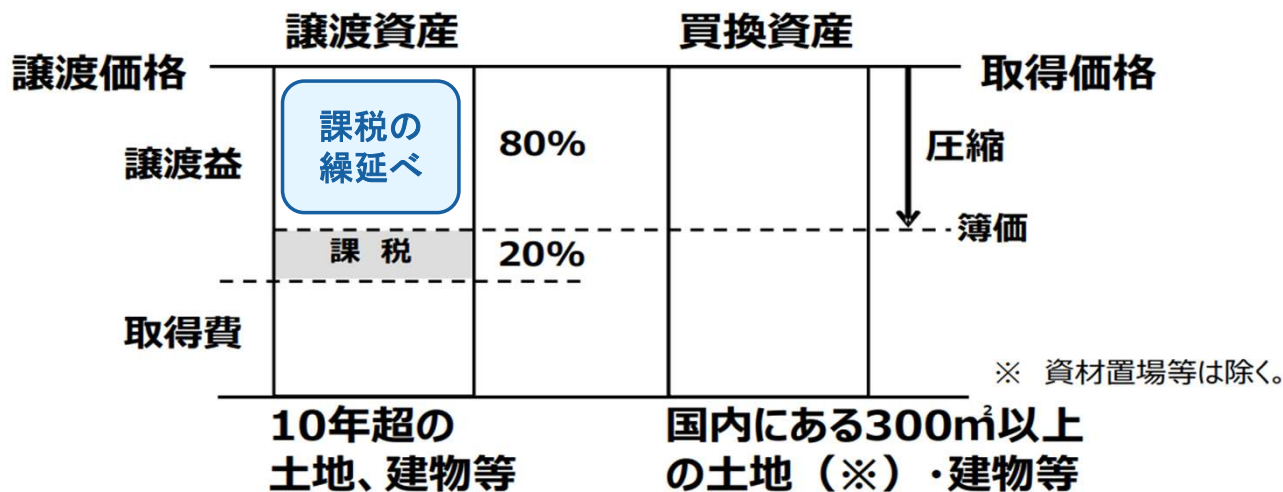 譲渡資産
買換資産
譲渡価格
取得価格
課税の
繰延べ
80%
圧縮
譲渡益
簿価
課 税
20%
取得費
※ 資材置場等は除く。
10年超の
土地、建物等
国内にある300㎡以上
の土地（※）・建物等